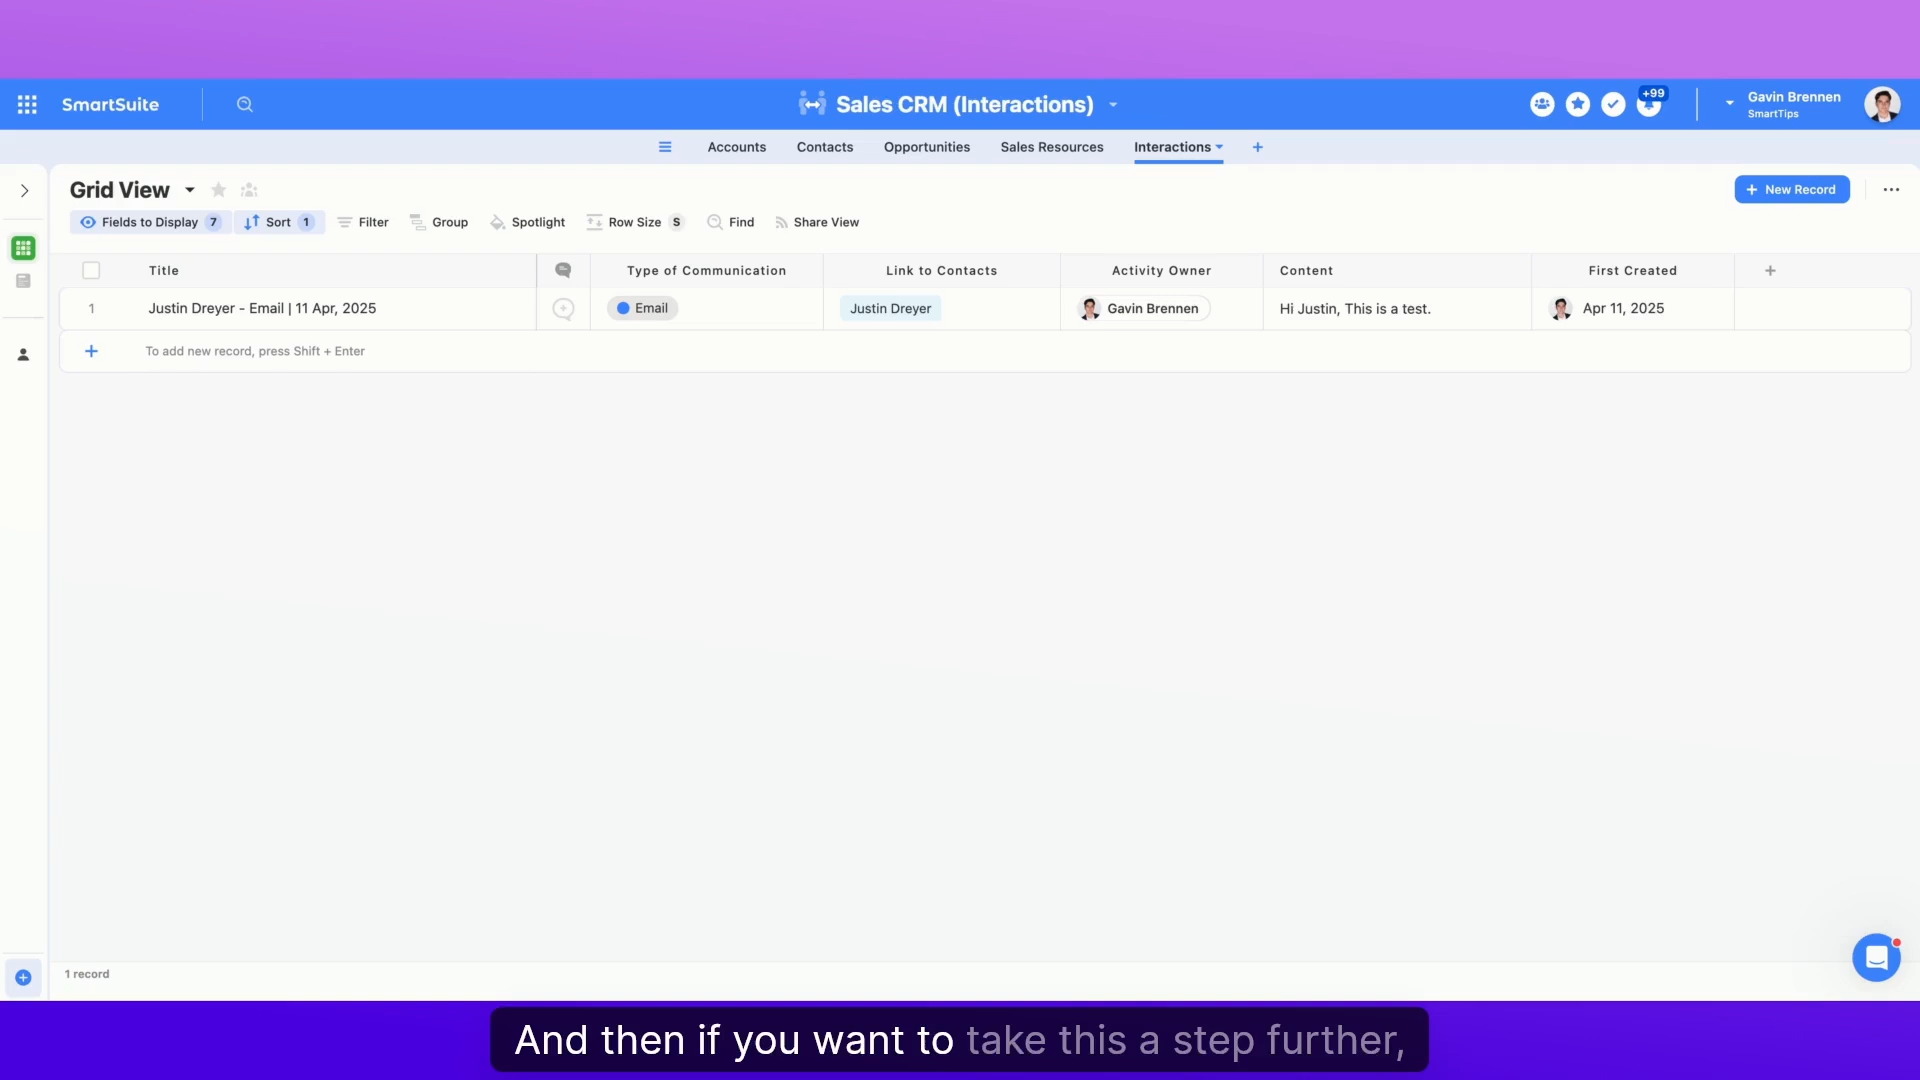 SmartSuite
Sales CRM (Interactions)
+99
Gavin Brennen
SmartTips
Accounts
Contacts
Opportunities
Sales Resources
Interactions
Grid View
New Record
Fields to Display 7
Sort 1
Filter
Group
Spotlight
Row Size S
Find
Share View
Title
Type of Communication
Link to Contacts
Activity Owner
Content
First Created
1
Justin Dreyer - Email | 11 Apr, 2025
Email
Justin Dreyer
Gavin Brennen
Hi Justin, This is a test.
Apr 11, 2025
To add new record, press Shift + Enter
1 record
And then if you want to take this a step further,